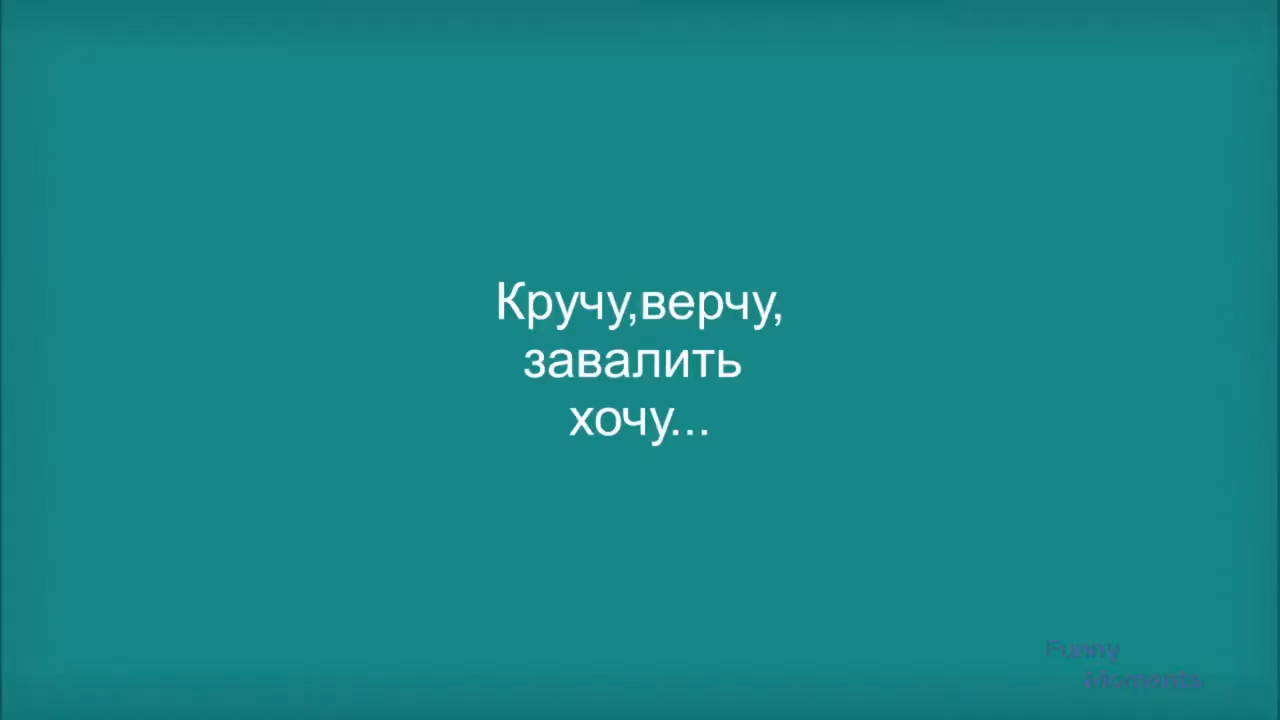 Кручу,верчу,
завалить
хочу...
Funny
Moments